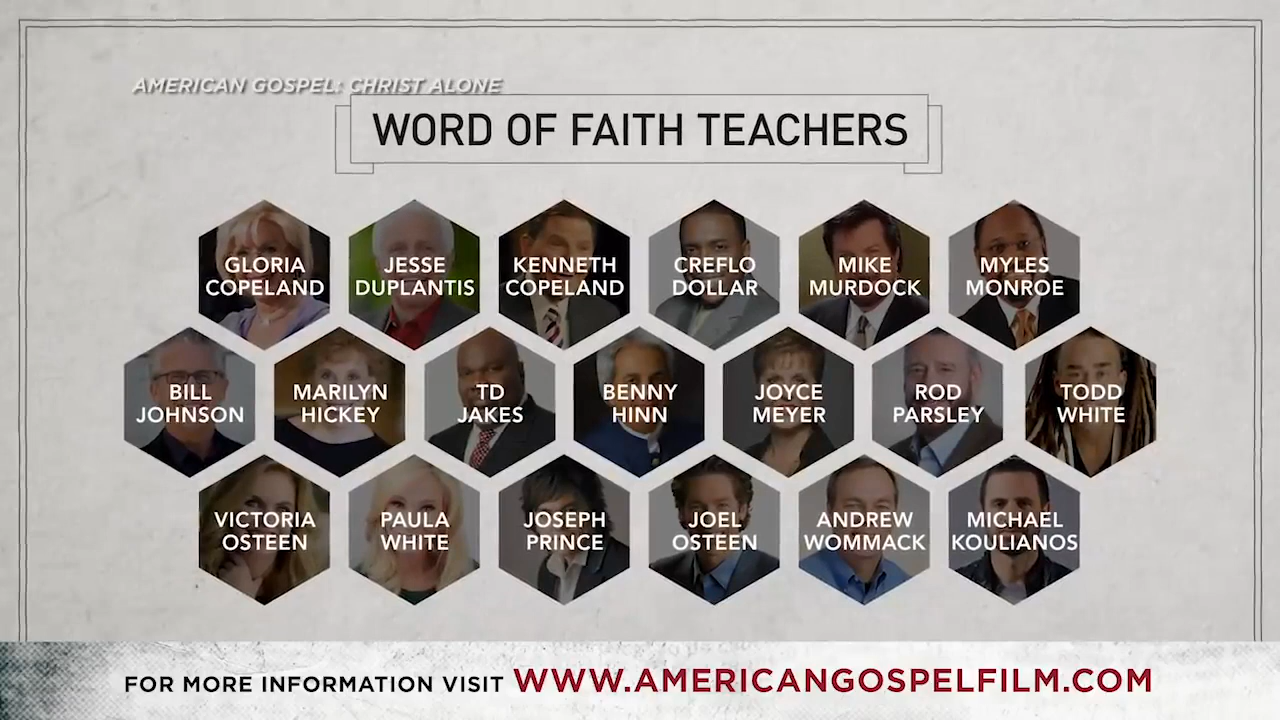 AMERICAN GOSPEL: CHRIST ALONE
WORD OF FAITH TEACHERS
GLORIA
COPELAND
JESSE
DUPLANTIS
KENNETH
COPELAND
CREFLO
DOLLAR
MIKE
MURDOCK
MYLES
MONROE
BILL
JOHNSON
MARILYN
HICKEY
TD
JAKES
BENNY
HINN
JOYCE
MEYER
ROD
PARSLEY
TODD
WHITE
VICTORIA
OSTEEN
PAULA
WHITE
JOSEPH
PRINCE
JOEL
OSTEEN
ANDREW
WOMMACK
MICHAEL
KOULIANOS
FOR MORE INFORMATION VISIT WWW.AMERICANGOSPELFILM.COM